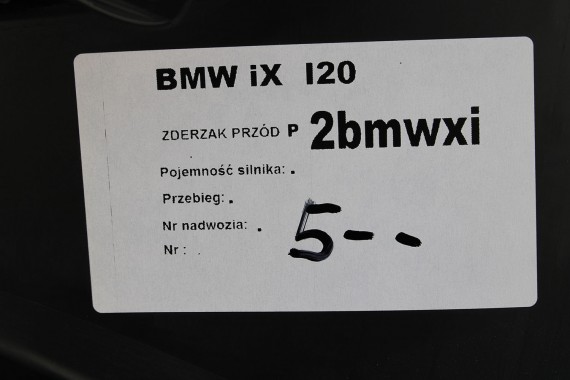 BMW iX I20
ZDERZAK PRZÓD P 2bmwxi
Pojemność silnika: .
Przebieg: .
Nr nadwozia: .
Nr : .
5--